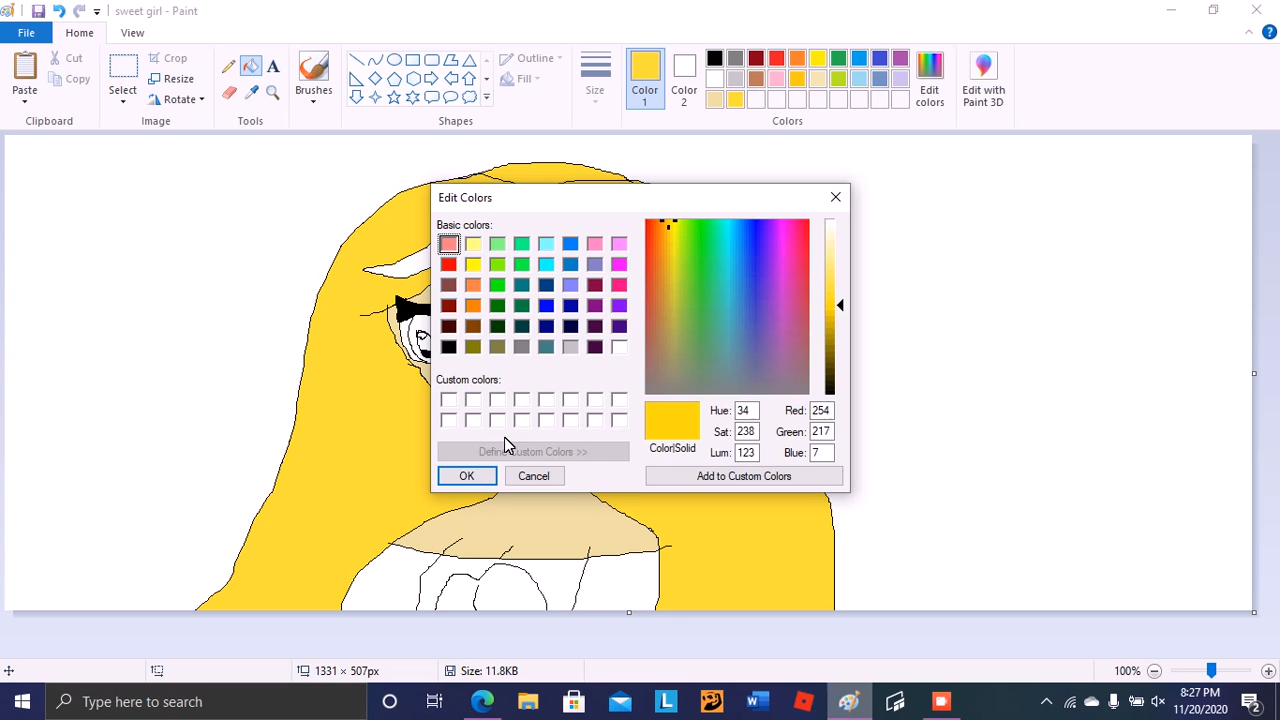 sweet girl - Paint
File Home View
Paste
Cut
Copy
Clipboard
Select
Crop
Resize
Rotate
Image
A
Tools
Brushes
Outline
Fill
Shapes
Size
Color 1
Color 2
Edit colors
Colors
Edit with Paint 3D
Edit Colors
Basic colors:
Custom colors:
Define Custom Colors >>
OK Cancel
Color|Solid
Hue: 34 Red: 254
Sat: 238 Green: 217
Lum: 123 Blue: 7
Add to Custom Colors
1331 × 507px
Size: 11.8KB
100%
Type here to search
L
W
8:27 PM
11/20/2020
2